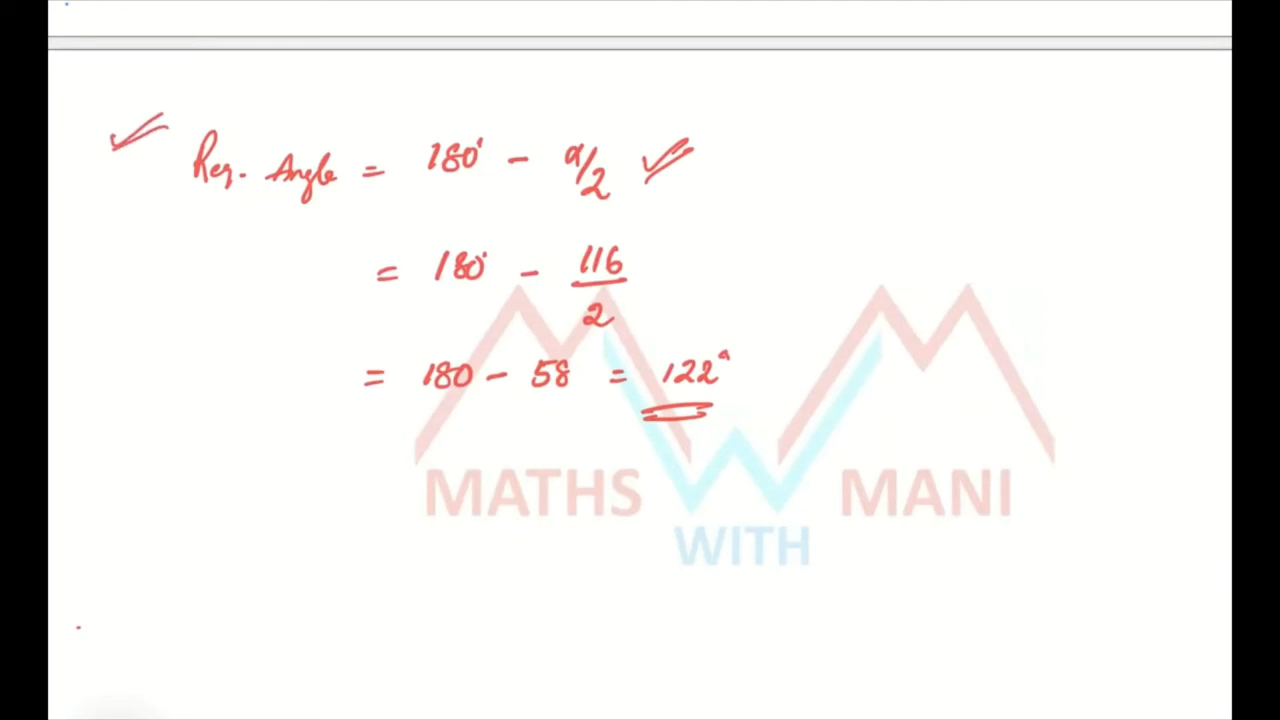 Req. Angle = 180° - α/2
= 180° - 116/2
= 180 - 58 = 122°
MATHS WITH MANI